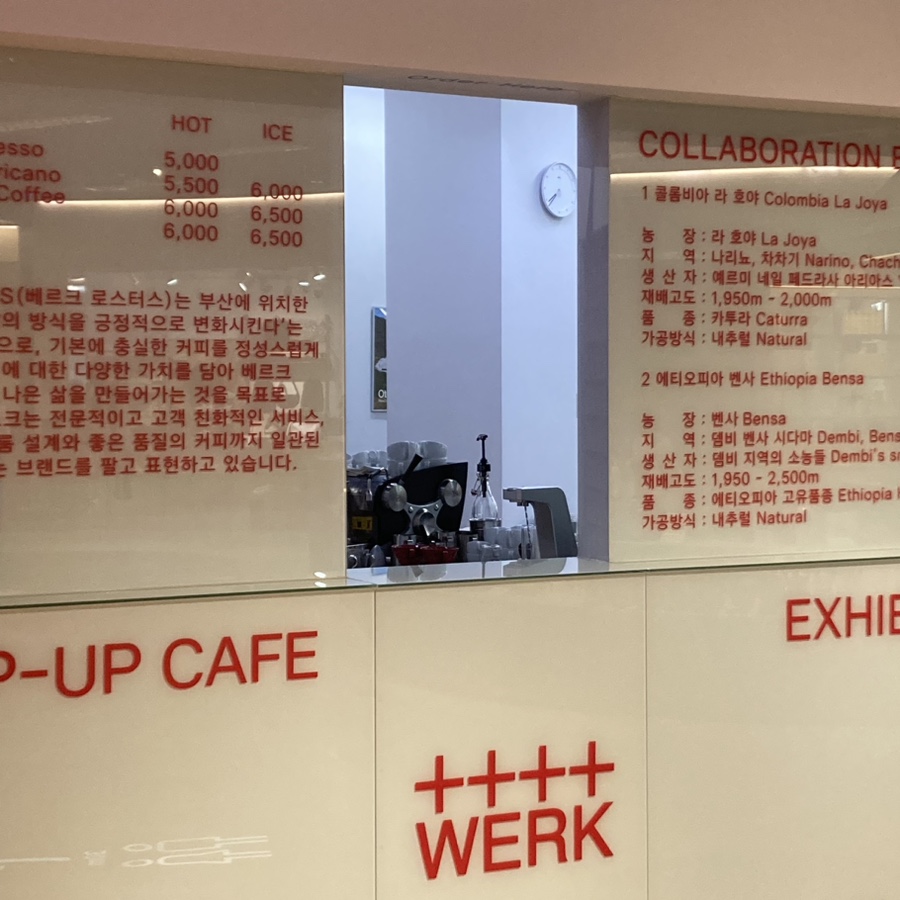 Order Here
HOT ICE
esso 5,000
ricano 5,500 6,000
Coffee 6,000 6,500
6,000 6,500
S(베르크 로스터스)는 부산에 위치한
의 방식을 긍정적으로 변화시킨다'는
으로, 기본에 충실한 커피를 정성스럽게
에 대한 다양한 가치를 담아 베르크
나은 삶을 만들어가는 것을 목표로
크는 전문적이고 고객 친화적인 서비스,
룸 설계와 좋은 품질의 커피까지 일관된
는 브랜드를 팔고 표현하고 있습니다.
COLLABORATION
1 콜롬비아 라 호야 Colombia La Joya
농 장 : 라 호야 La Joya
지 역 : 나리뇨, 차차기 Narino, Chach
생 산 자 : 예르미 네일 페드라사 아리아스
재배고도 : 1,950m - 2,000m
품 종 : 카투라 Caturra
가공방식 : 내추럴 Natural
2 에티오피아 벤사 Ethiopia Bensa
농 장 : 벤사 Bensa
지 역 : 뎀비 벤사 시다마 Dembi, Bens
생 산 자 : 뎀비 지역의 소농들 Dembi's sm
재배고도 : 1,950 - 2,500m
품 종 : 에티오피아 고유품종 Ethiopia
가공방식 : 내추럴 Natural
P-UP CAFE
EXHIB
++++
WERK